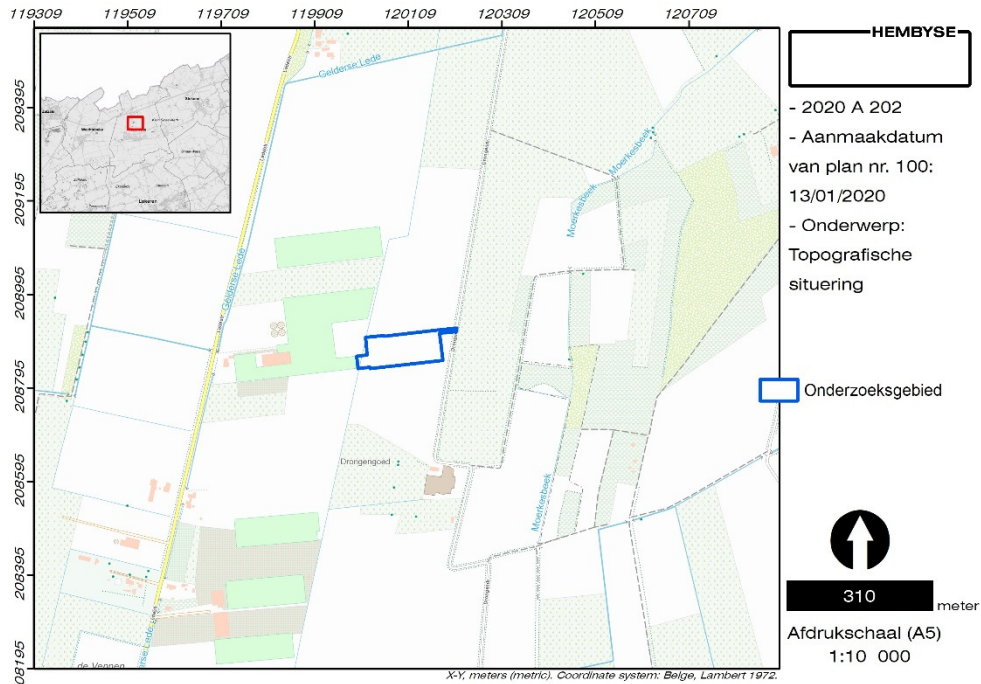 119309 119509 119709 119909 120109 120309 120509 120709
HEMBYSE
- 2020 A 202
- Aanmaakdatum
van plan nr. 100:
13/01/2020
- Onderwerp:
Topografische
situering
209395
209195
208995
208795
208595
208395
208195
Gelderse Lede
Moerkesbeek
Moerkesbeek
Gelderse Lede
Onderzoeksgebied
Drongengoed
Moerkesbeek
310
meter
Afdrukschaal (A5)
1:10 000
de Vennen
X-Y, meters (metric). Coordinate system: Belge, Lambert 1972.